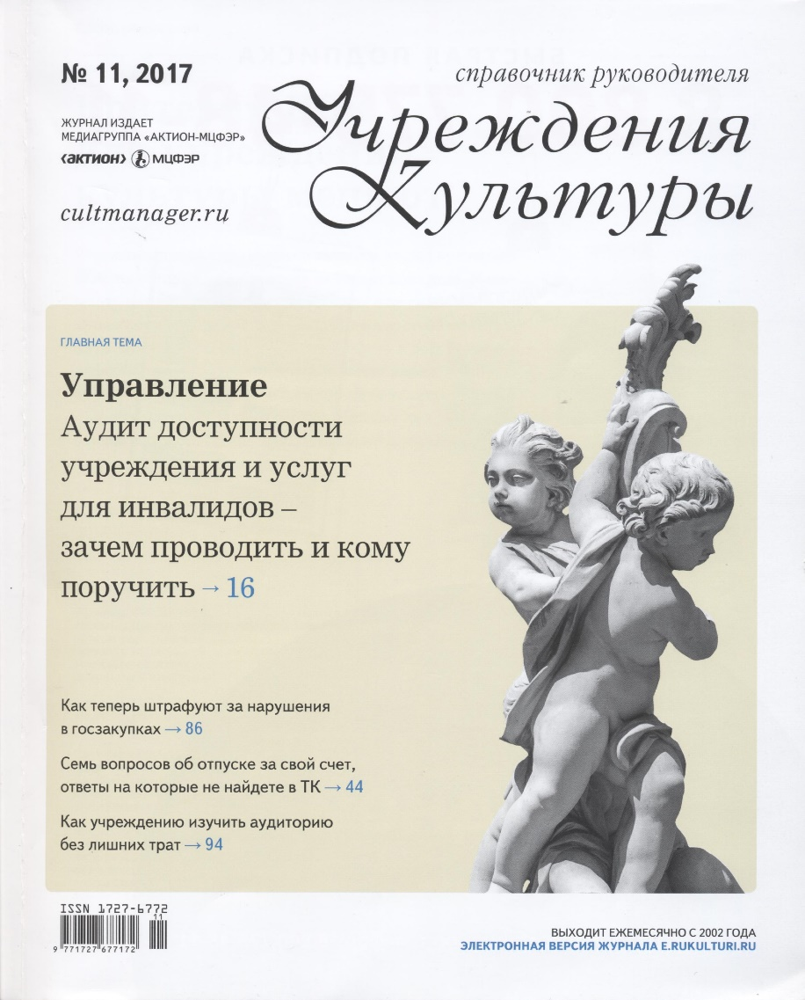 № 11, 2017
ЖУРНАЛ ИЗДАЕТ
МЕДИАГРУППА «АКТИОН-МЦФЭР»
‹АКТИОН› МЦФЭР
cultmanager.ru
справочник руководителя
Учреждения
Культуры
ГЛАВНАЯ ТЕМА
Управление
Аудит доступности
учреждения и услуг
для инвалидов –
зачем проводить и кому
поручить → 16
Как теперь штрафуют за нарушения
в госзакупках → 86
Семь вопросов об отпуске за свой счет,
ответы на которые не найдете в ТК → 44
Как учреждению изучить аудиторию
без лишних трат → 94
ISSN 1727-6772
11
9 771727 677172
ВЫХОДИТ ЕЖЕМЕСЯЧНО С 2002 ГОДА
ЭЛЕКТРОННАЯ ВЕРСИЯ ЖУРНАЛА E.RUKULTURI.RU